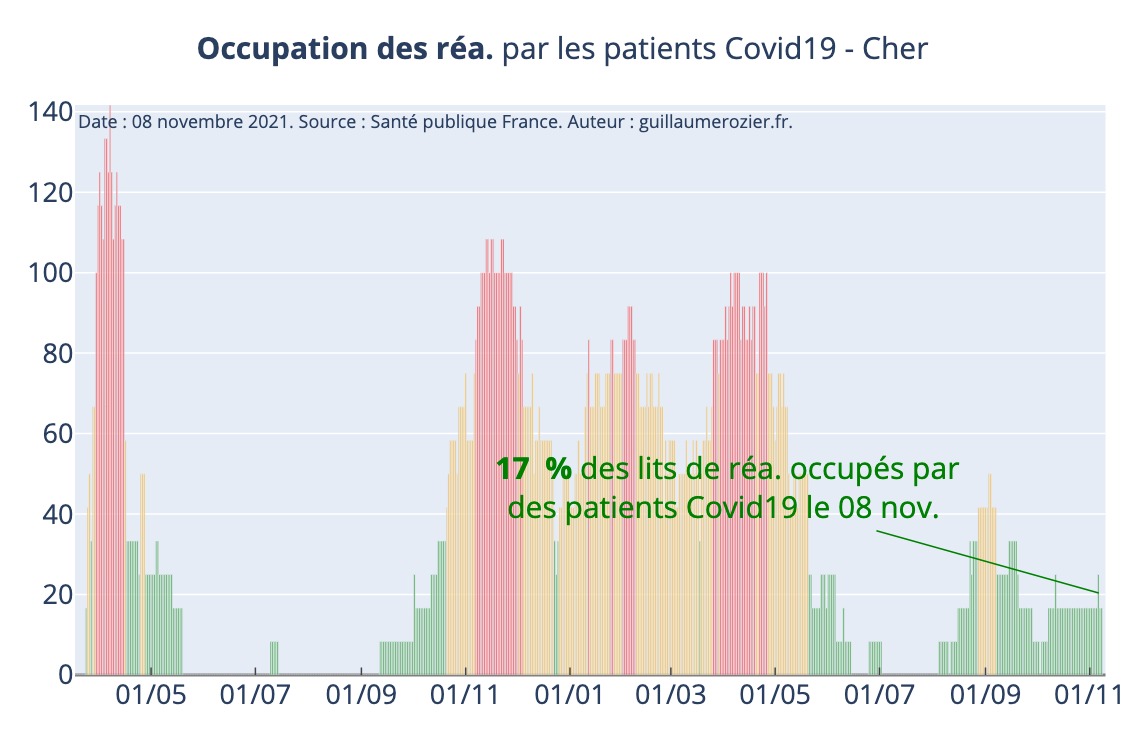 Occupation des réa. par les patients Covid19 - Cher
140
Date : 08 novembre 2021. Source : Santé publique France. Auteur : guillaumerozier.fr.
120
100
80
60
17 % des lits de réa. occupés par
des patients Covid19 le 08 nov.
40
20
0
01/05 01/07 01/09 01/11 01/01 01/03 01/05 01/07 01/09 01/11